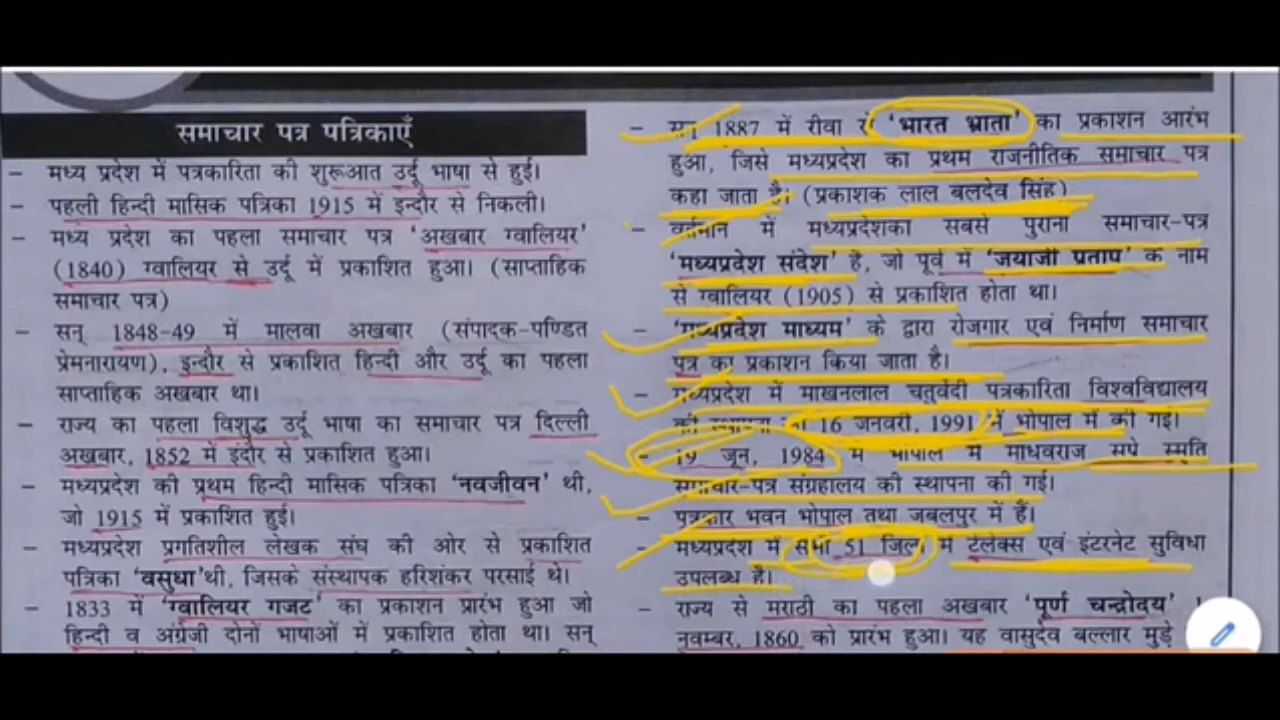 समाचार पत्र पत्रिकाएँ
– मध्य प्रदेश में पत्रकारिता की शुरूआत उर्दू भाषा से हुई।
– पहली हिन्दी मासिक पत्रिका 1915 में इन्दौर से निकली।
– मध्य प्रदेश का पहला समाचार पत्र 'अखबार ग्वालियर'
(1840) ग्वालियर से उर्दू में प्रकाशित हुआ। (साप्ताहिक
समाचार पत्र)
– सन् 1848-49 में मालवा अखबार (संपादक-पण्डित
प्रेमनारायण), इन्दौर से प्रकाशित हिन्दी और उर्दू का पहला
साप्ताहिक अखबार था।
– राज्य का पहला विशुद्ध उर्दू भाषा का समाचार पत्र दिल्ली
अखबार, 1852 में इंदौर से प्रकाशित हुआ।
– मध्यप्रदेश की प्रथम हिन्दी मासिक पत्रिका 'नवजीवन' थी,
जो 1915 में प्रकाशित हुई।
– मध्यप्रदेश प्रगतिशील लेखक संघ की ओर से प्रकाशित
पत्रिका 'वसुधा' थी, जिसके संस्थापक हरिशंकर परसाई थे।
– 1833 में 'ग्वालियर गजट' का प्रकाशन प्रारंभ हुआ जो
हिन्दी व अंग्रेजी दोनों भाषाओं में प्रकाशित होता था। सन्
– सन् 1887 में रीवा से 'भारत भ्राता' का प्रकाशन आरंभ
हुआ, जिसे मध्यप्रदेश का प्रथम राजनीतिक समाचार पत्र
कहा जाता है। (प्रकाशक लाल बलदेव सिंह)
– वर्तमान में मध्यप्रदेशका सबसे पुराना समाचार-पत्र
'मध्यप्रदेश संदेश' है, जो पूर्व में 'जयाजी प्रताप' के नाम
से ग्वालियर (1905) से प्रकाशित होता था।
– 'मध्यप्रदेश माध्यम' के द्वारा रोजगार एवं निर्माण समाचार
पत्र का प्रकाशन किया जाता है।
– मध्यप्रदेश में माखनलाल चतुर्वेदी पत्रकारिता विश्वविद्यालय
की स्थापना 16 जनवरी, 1991 में भोपाल में की गई।
– 19 जून, 1984 में भोपाल में माधवराज सप्रे स्मृति
समाचार-पत्र संग्रहालय की स्थापना की गई।
– पत्रकार भवन भोपाल तथा जबलपुर में हैं।
– मध्यप्रदेश में सभी 51 जिलों में टेलेक्स एवं इंटरनेट सुविधा
उपलब्ध है।
– राज्य से मराठी का पहला अखबार 'पूर्ण चन्द्रोदय'
नवम्बर, 1860 को प्रारंभ हुआ। यह वासुदेव बल्लार मुड़े